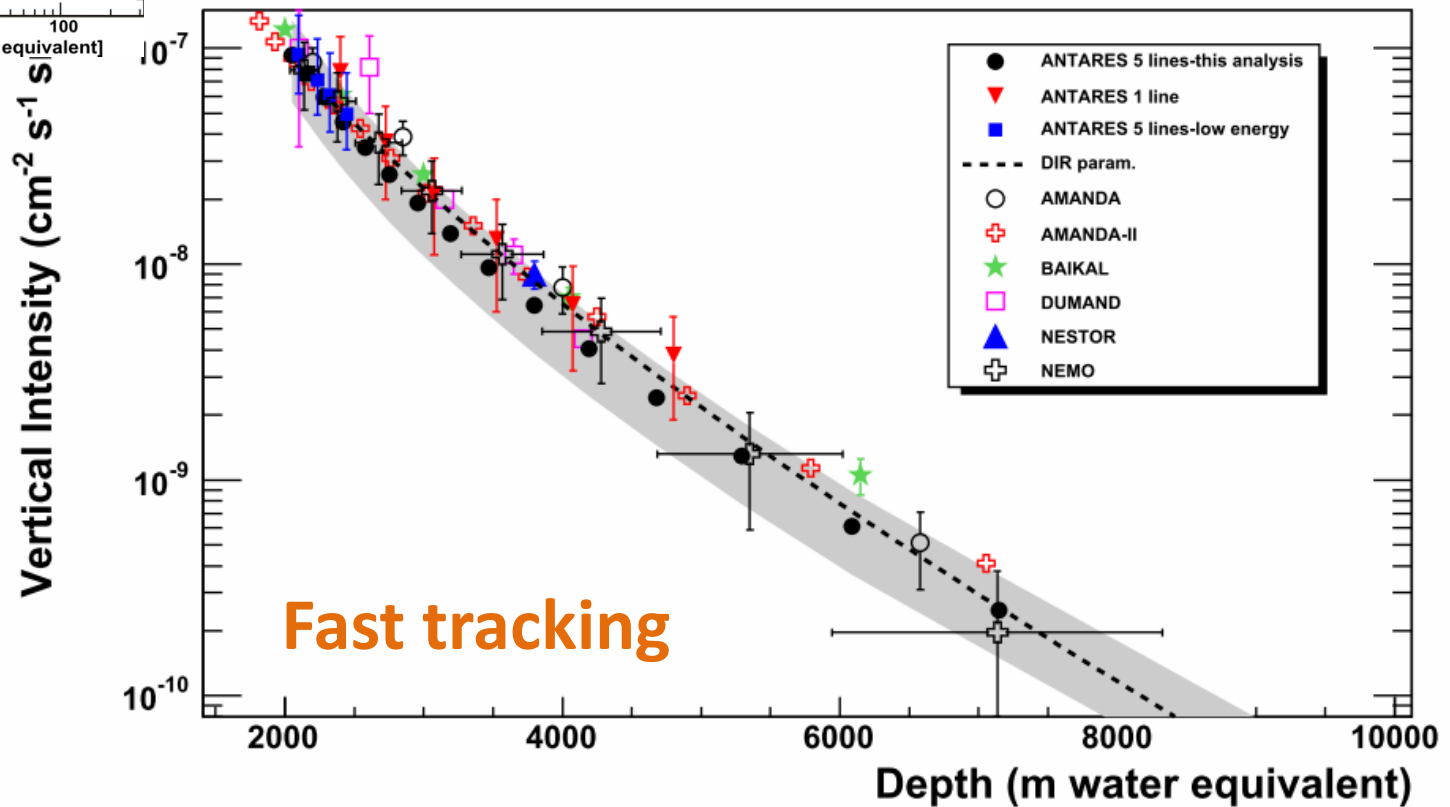 100
equivalent]
Vertical Intensity (cm-2 s-1 s
10-7
10-8
10-9
10-10
ANTARES 5 lines-this analysis
ANTARES 1 line
ANTARES 5 lines-low energy
DIR param.
AMANDA
AMANDA-II
BAIKAL
DUMAND
NESTOR
NEMO
Fast tracking
2000 4000 6000 8000 10000
Depth (m water equivalent)